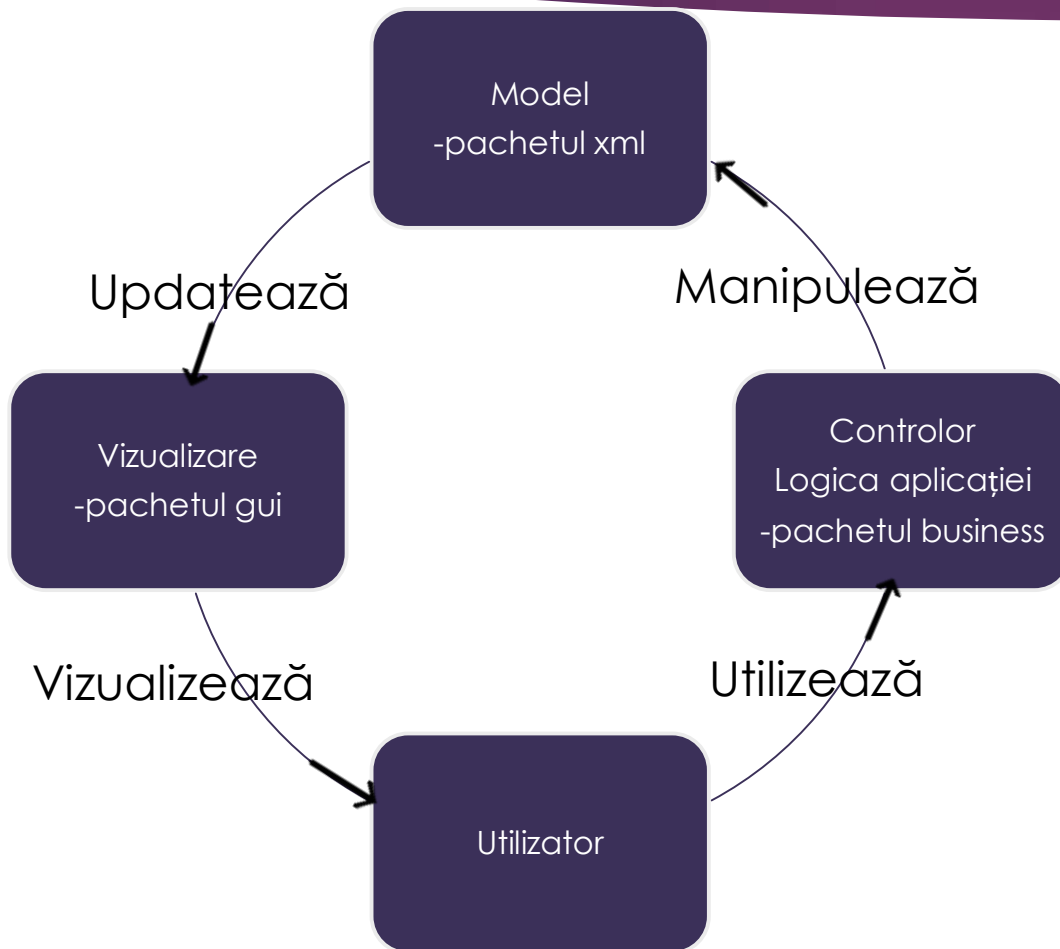 Model
-pachetul xml
Updatează
Manipulează
Vizualizare
-pachetul gui
Controlor
Logica aplicației
-pachetul business
Vizualizează
Utilizează
Utilizator